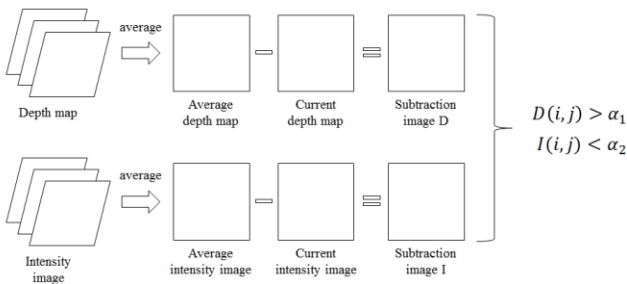 average
Depth map
Average
depth map
Current
depth map
Subtraction
image D
average
Intensity
image
Average
intensity image
Current
intensity image
Subtraction
image I
D(i,j) > α₁
I(i,j) < α₂